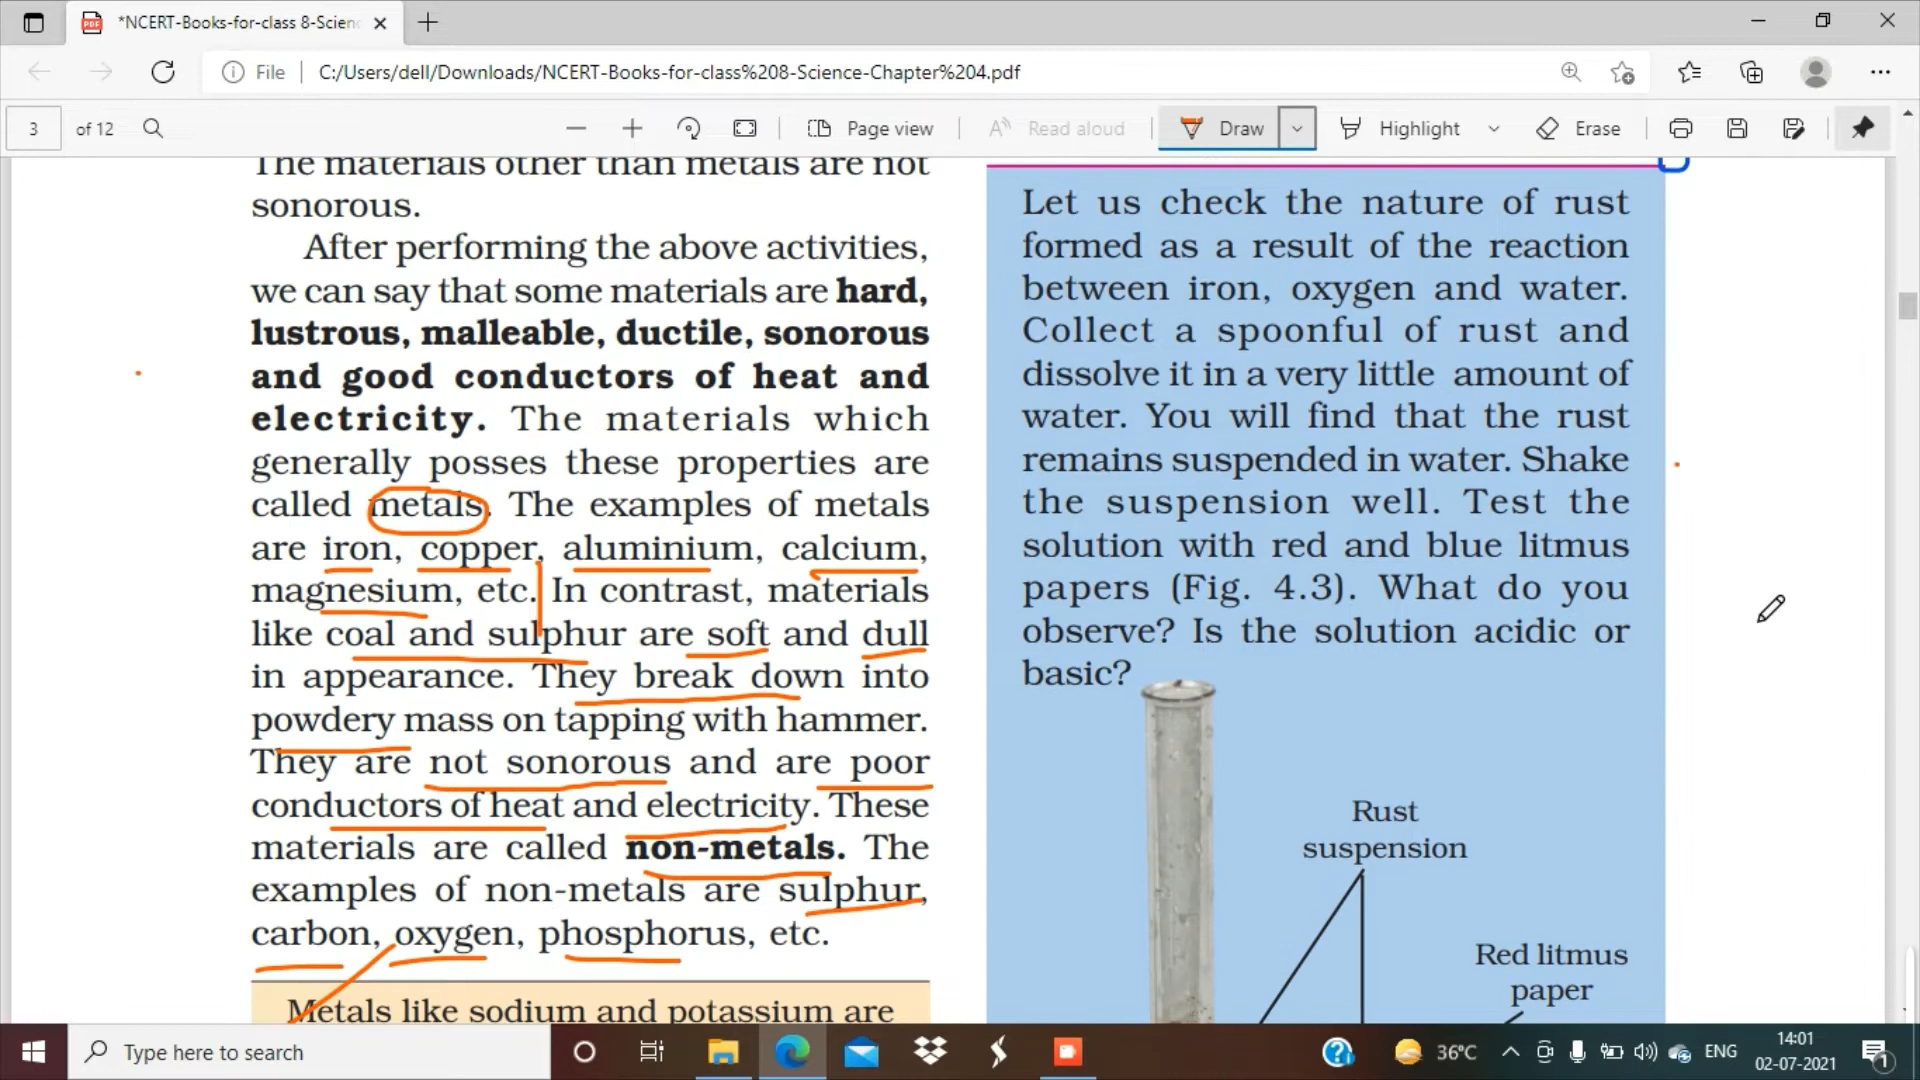 *NCERT-Books-for-class 8-Scien
File
C:/Users/dell/Downloads/NCERT-Books-for-class%208-Science-Chapter%204.pdf
3 of 12
Page view
Read aloud
Draw
Highlight
Erase
The materials other than metals are not
sonorous.
After performing the above activities,
we can say that some materials are hard,
lustrous, malleable, ductile, sonorous
and good conductors of heat and
electricity. The materials which
generally posses these properties are
called metals. The examples of metals
are iron, copper, aluminium, calcium,
magnesium, etc. In contrast, materials
like coal and sulphur are soft and dull
in appearance. They break down into
powdery mass on tapping with hammer.
They are not sonorous and are poor
conductors of heat and electricity. These
materials are called non-metals. The
examples of non-metals are sulphur,
carbon, oxygen, phosphorus, etc.
Metals like sodium and potassium are
Let us check the nature of rust
formed as a result of the reaction
between iron, oxygen and water.
Collect a spoonful of rust and
dissolve it in a very little amount of
water. You will find that the rust
remains suspended in water. Shake
the suspension well. Test the
solution with red and blue litmus
papers (Fig. 4.3). What do you
observe? Is the solution acidic or
basic?
Rust
suspension
Red litmus
paper
Type here to search
36°C
ENG
14:01
02-07-2021
1